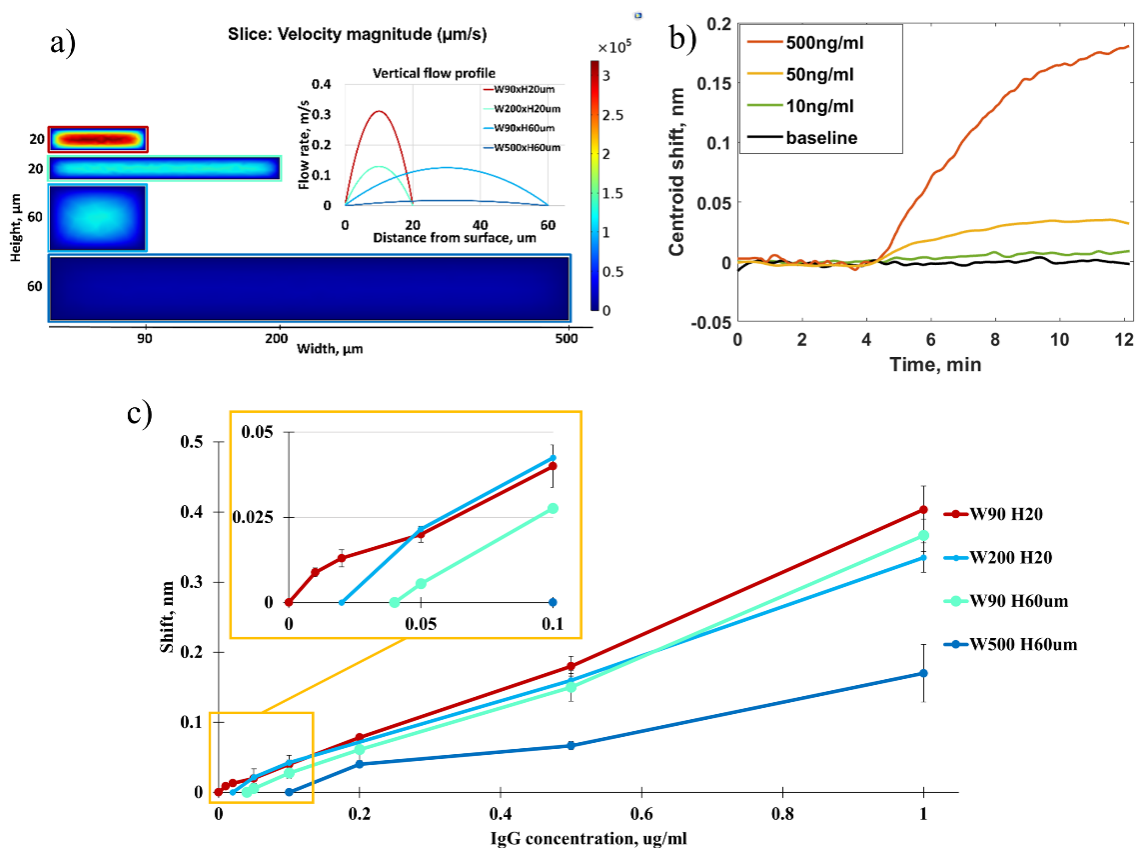 a)
Slice: Velocity magnitude (µm/s)
×10⁵
3
2.5
2
1.5
1
0.5
0
Vertical flow profile
W90xH20um
W200xH20um
W90xH60um
W500xH60um
Flow rate, m/s
0.4
0.3
0.2
0.1
0
0 20 40 60
Distance from surface, um
20
20
60
60
Height, µm
90 200 500
Width, µm
b)
500ng/ml
50ng/ml
10ng/ml
baseline
Centroid shift, nm
0.2
0.15
0.1
0.05
0
-0.05
0 2 4 6 8 10 12
Time, min
c)
0.05
0.025
0
0 0.05 0.1
Shift, nm
0.5
0.4
0.3
0.2
0.1
0
0 0.2 0.4 0.6 0.8 1
IgG concentration, ug/ml
W90 H20
W200 H20
W90 H60um
W500 H60um